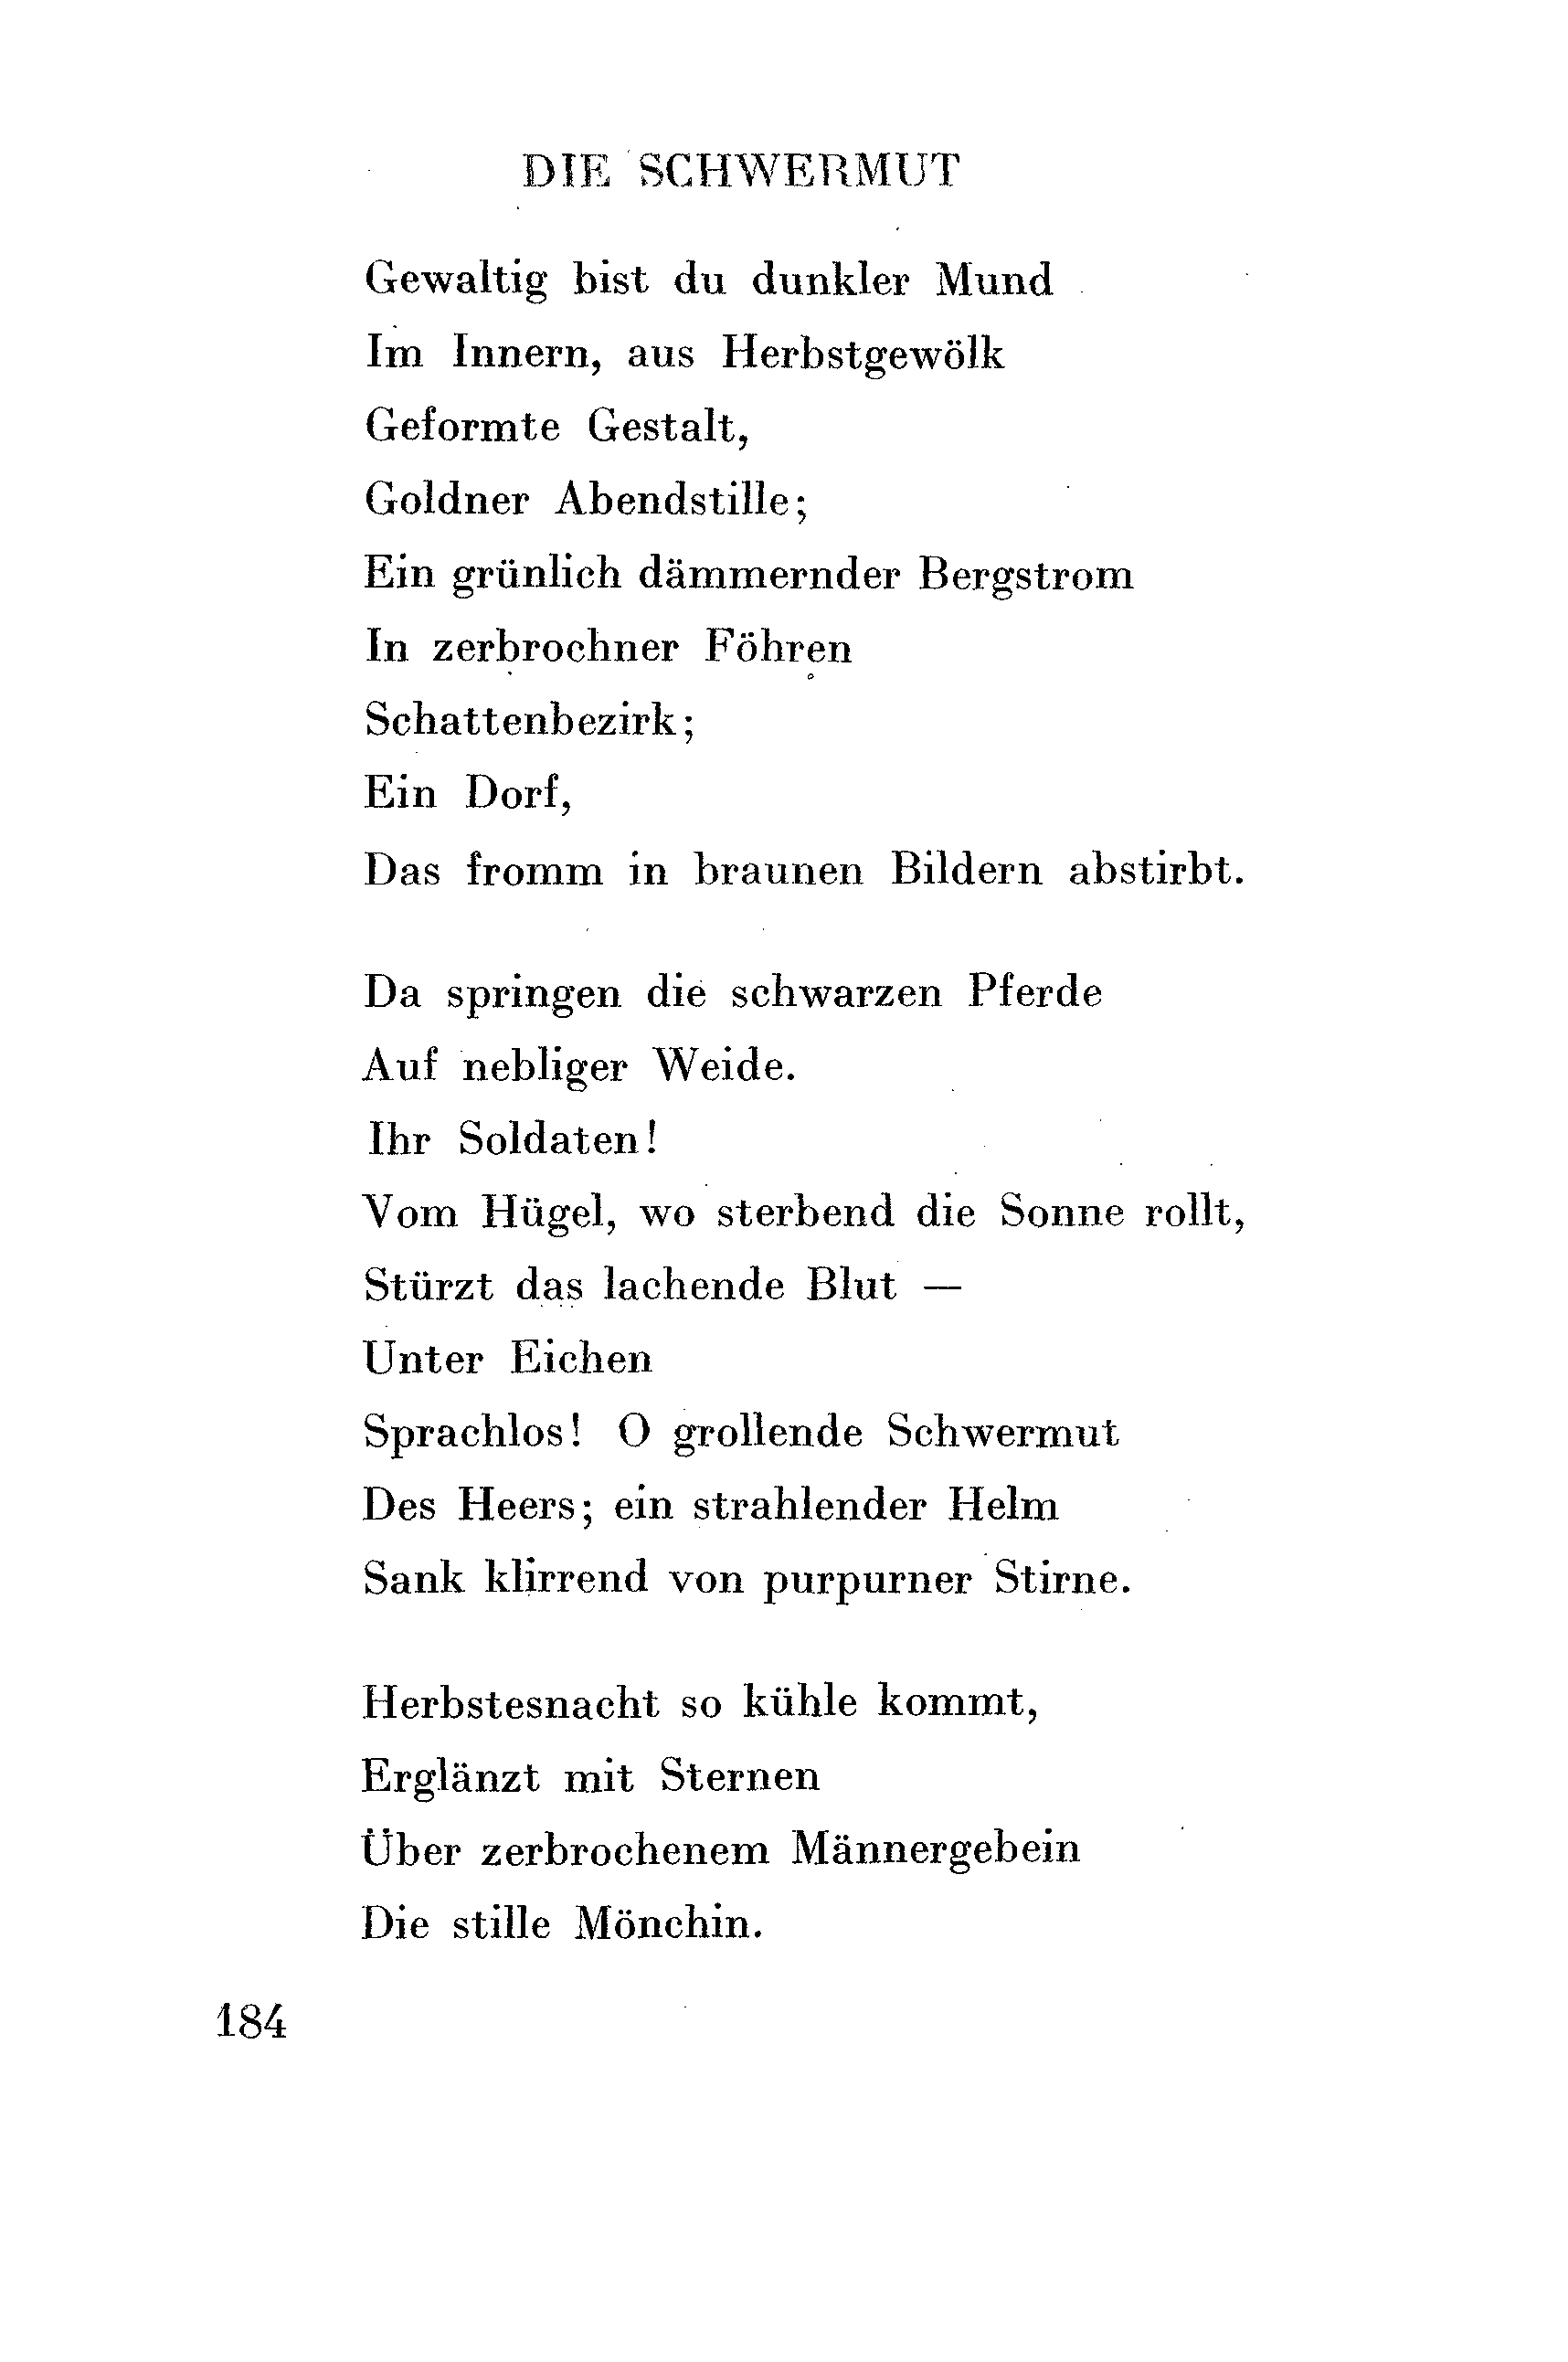 DIE SCHWERMUT
Gewaltig bist du dunkler Mund
Im Innern, aus Herbstgewölk
Geformte Gestalt,
Goldner Abendstille;
Ein grünlich dämmernder Bergstrom
In zerbrochner Föhren
Schattenbezirk;
Ein Dorf,
Das fromm in braunen Bildern abstirbt.
Da springen die schwarzen Pferde
Auf nebliger Weide.
Ihr Soldaten!
Vom Hügel, wo sterbend die Sonne rollt,
Stürzt das lachende Blut —
Unter Eichen
Sprachlos! O grollende Schwermut
Des Heers; ein strahlender Helm
Sank klirrend von purpurner Stirne.
Herbstesnacht so kühle kommt,
Erglänzt mit Sternen
Über zerbrochenem Männergebein
Die stille Mönchin.
184